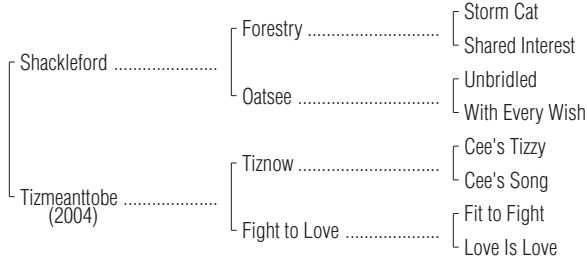 Storm Cat
Forestry ........................
Shared Interest
Shackleford ...................
Unbridled
Oatsee .........................
With Every Wish
Cee's Tizzy
Tiznow .........................
Cee's Song
Tizmeanttobe .................
(2004)
Fit to Fight
Fight to Love .................
Love Is Love